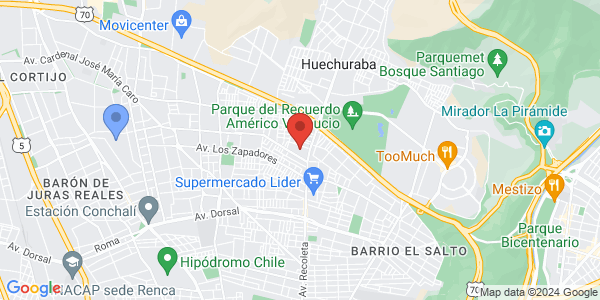 70
Movicenter
Huechuraba
Parquemet
Bosque Santiago
Av. Cardenal José María Caro
EL CORTIJO
Parque del Recuerdo
Américo V
ucio
Mirador La Pirámide
5
Av. Los Zapadores
TooMuch
BARÓN DE
JURAS REALES
Supermercado Lider
Mestizo
Estación Conchalí
Av. Dorsal
Parque
Bicentenario
Roma
BARRIO EL SALTO
Av. Dorsal
Hipódromo Chile
Av. Recoleta
70
Google
INACAP sede Renca
Map data ©2024 Google